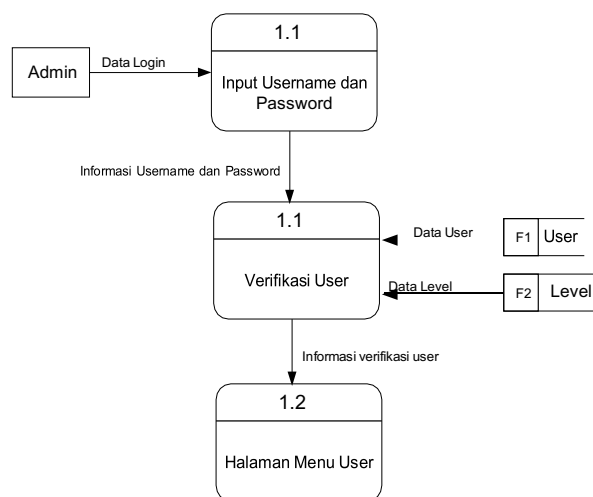 1.1
Admin
Data Login
Input Username dan
Password
Informasi Username dan Password
1.1
Data User
F1 User
Verifikasi User
Data Level
F2 Level
Informasi verifikasi user
1.2
Halaman Menu User